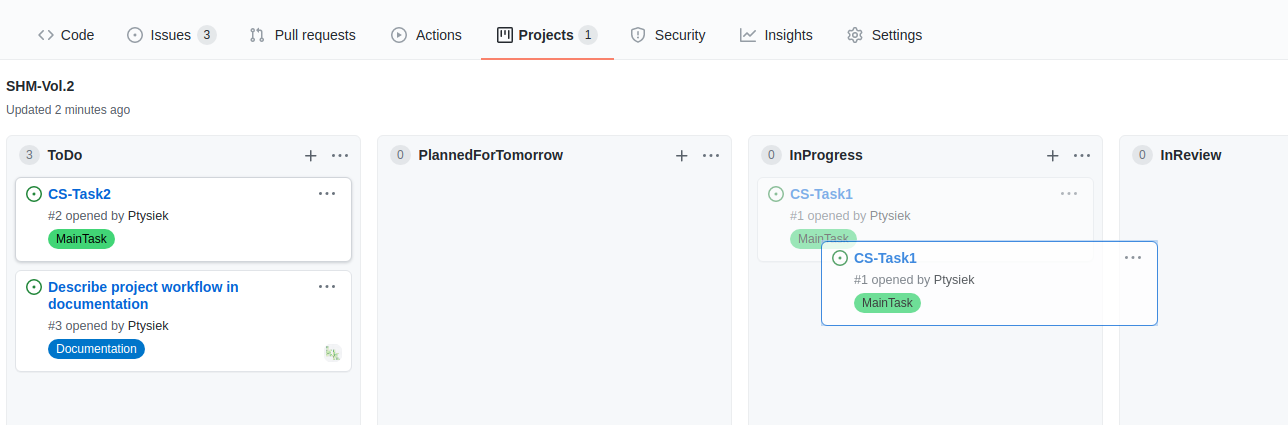 Code Issues 3 Pull requests Actions Projects 1 Security Insights Settings
SHM-Vol.2
Updated 2 minutes ago
3 ToDo
CS-Task2
#2 opened by Ptysiek
MainTask
Describe project workflow in
documentation
#3 opened by Ptysiek
Documentation
0 PlannedForTomorrow
0 InProgress
CS-Task1
#1 opened by Ptysiek
MainTask
CS-Task1
#1 opened by Ptysiek
MainTask
0 InReview